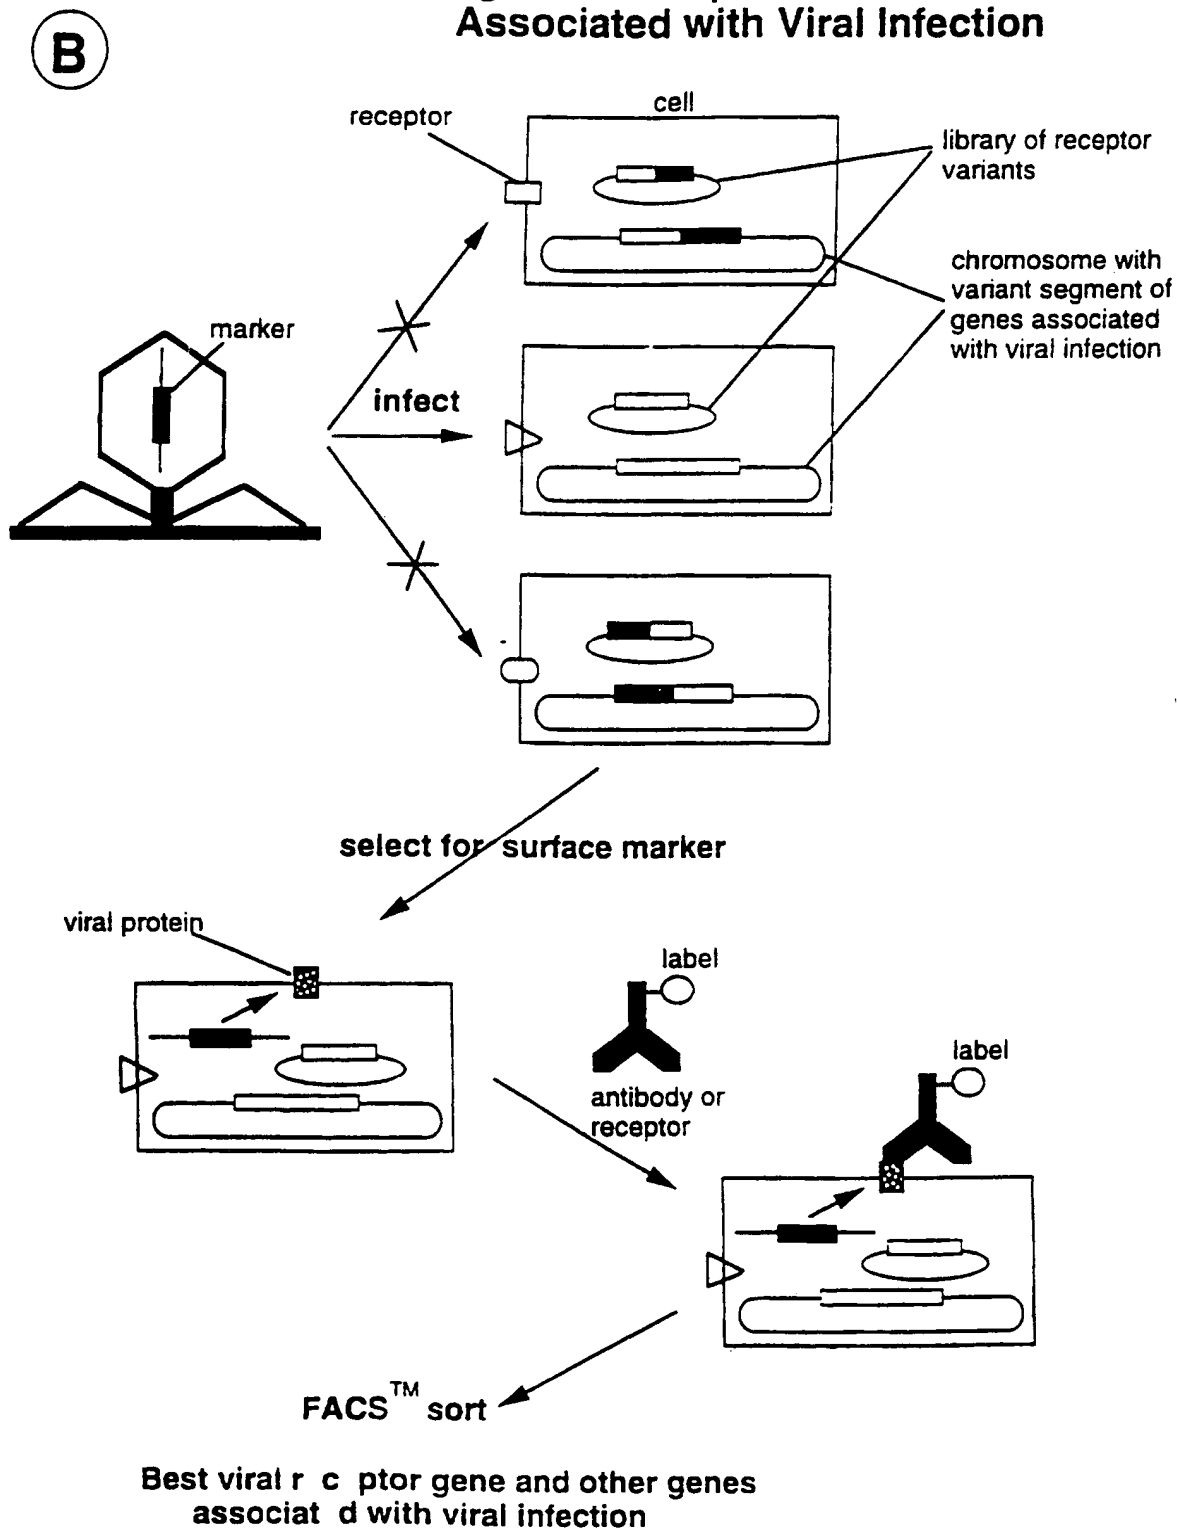 Associated with Viral Infection
B
cell
receptor
library of receptor
variants
chromosome with
variant segment of
genes associated
with viral infection
marker
infect
select for surface marker
viral protein
label
antibody or
receptor
label
FACS™ sort
Best viral r c ptor gene and other genes
associat d with viral infection